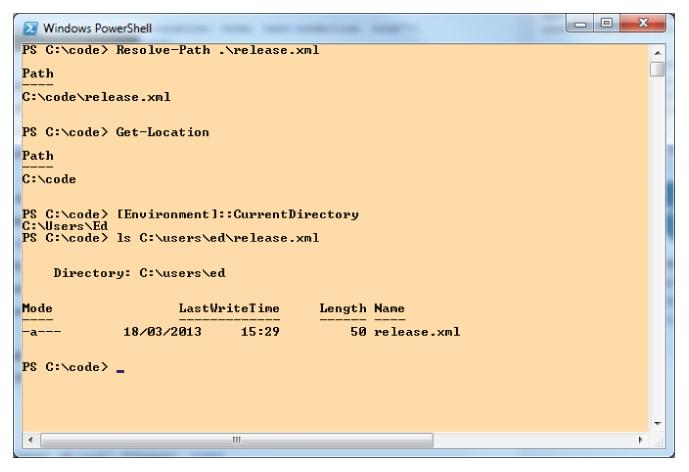 Windows PowerShell
PS C:\code> Resolve-Path .\release.xml
Path
----
C:\code\release.xml
PS C:\code> Get-Location
Path
----
C:\code
PS C:\code> [Environment]::CurrentDirectory
C:\Users\Ed
PS C:\code> ls C:\users\ed\release.xml
Directory: C:\users\ed
Mode LastWriteTime Length Name
---- ------------- ------ ----
-a--- 18/03/2013 15:29 50 release.xml
PS C:\code> _